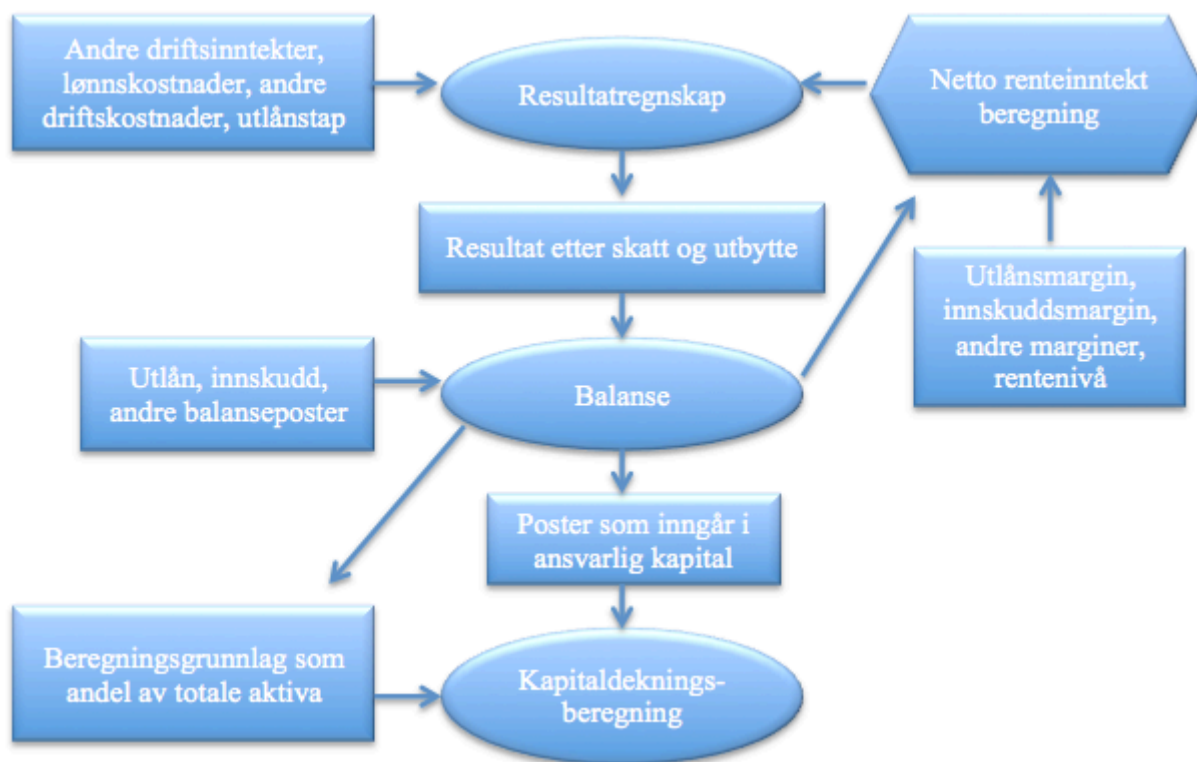 Andre driftsinntekter,
lønnskostnader, andre
driftskostnader, utlånstap
Resultatregnskap
Netto renteinntekt
beregning
Resultat etter skatt og utbytte
Utlånsmargin,
innskuddsmargin,
andre marginer,
rentenivå
Utlån, innskudd,
andre balanseposter
Balanse
Poster som inngår i
ansvarlig kapital
Beregningsgrunnlag som
andel av totale aktiva
Kapitaldeknings-
beregning